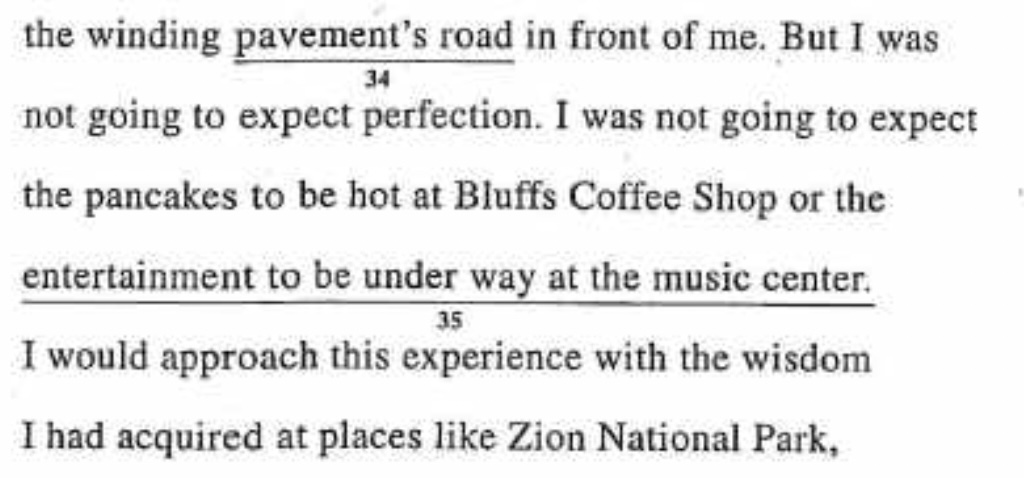 the winding pavement's road in front of me. But I was
34
not going to expect perfection. I was not going to expect
the pancakes to be hot at Bluffs Coffee Shop or the
entertainment to be under way at the music center.
35
I would approach this experience with the wisdom
I had acquired at places like Zion National Park,